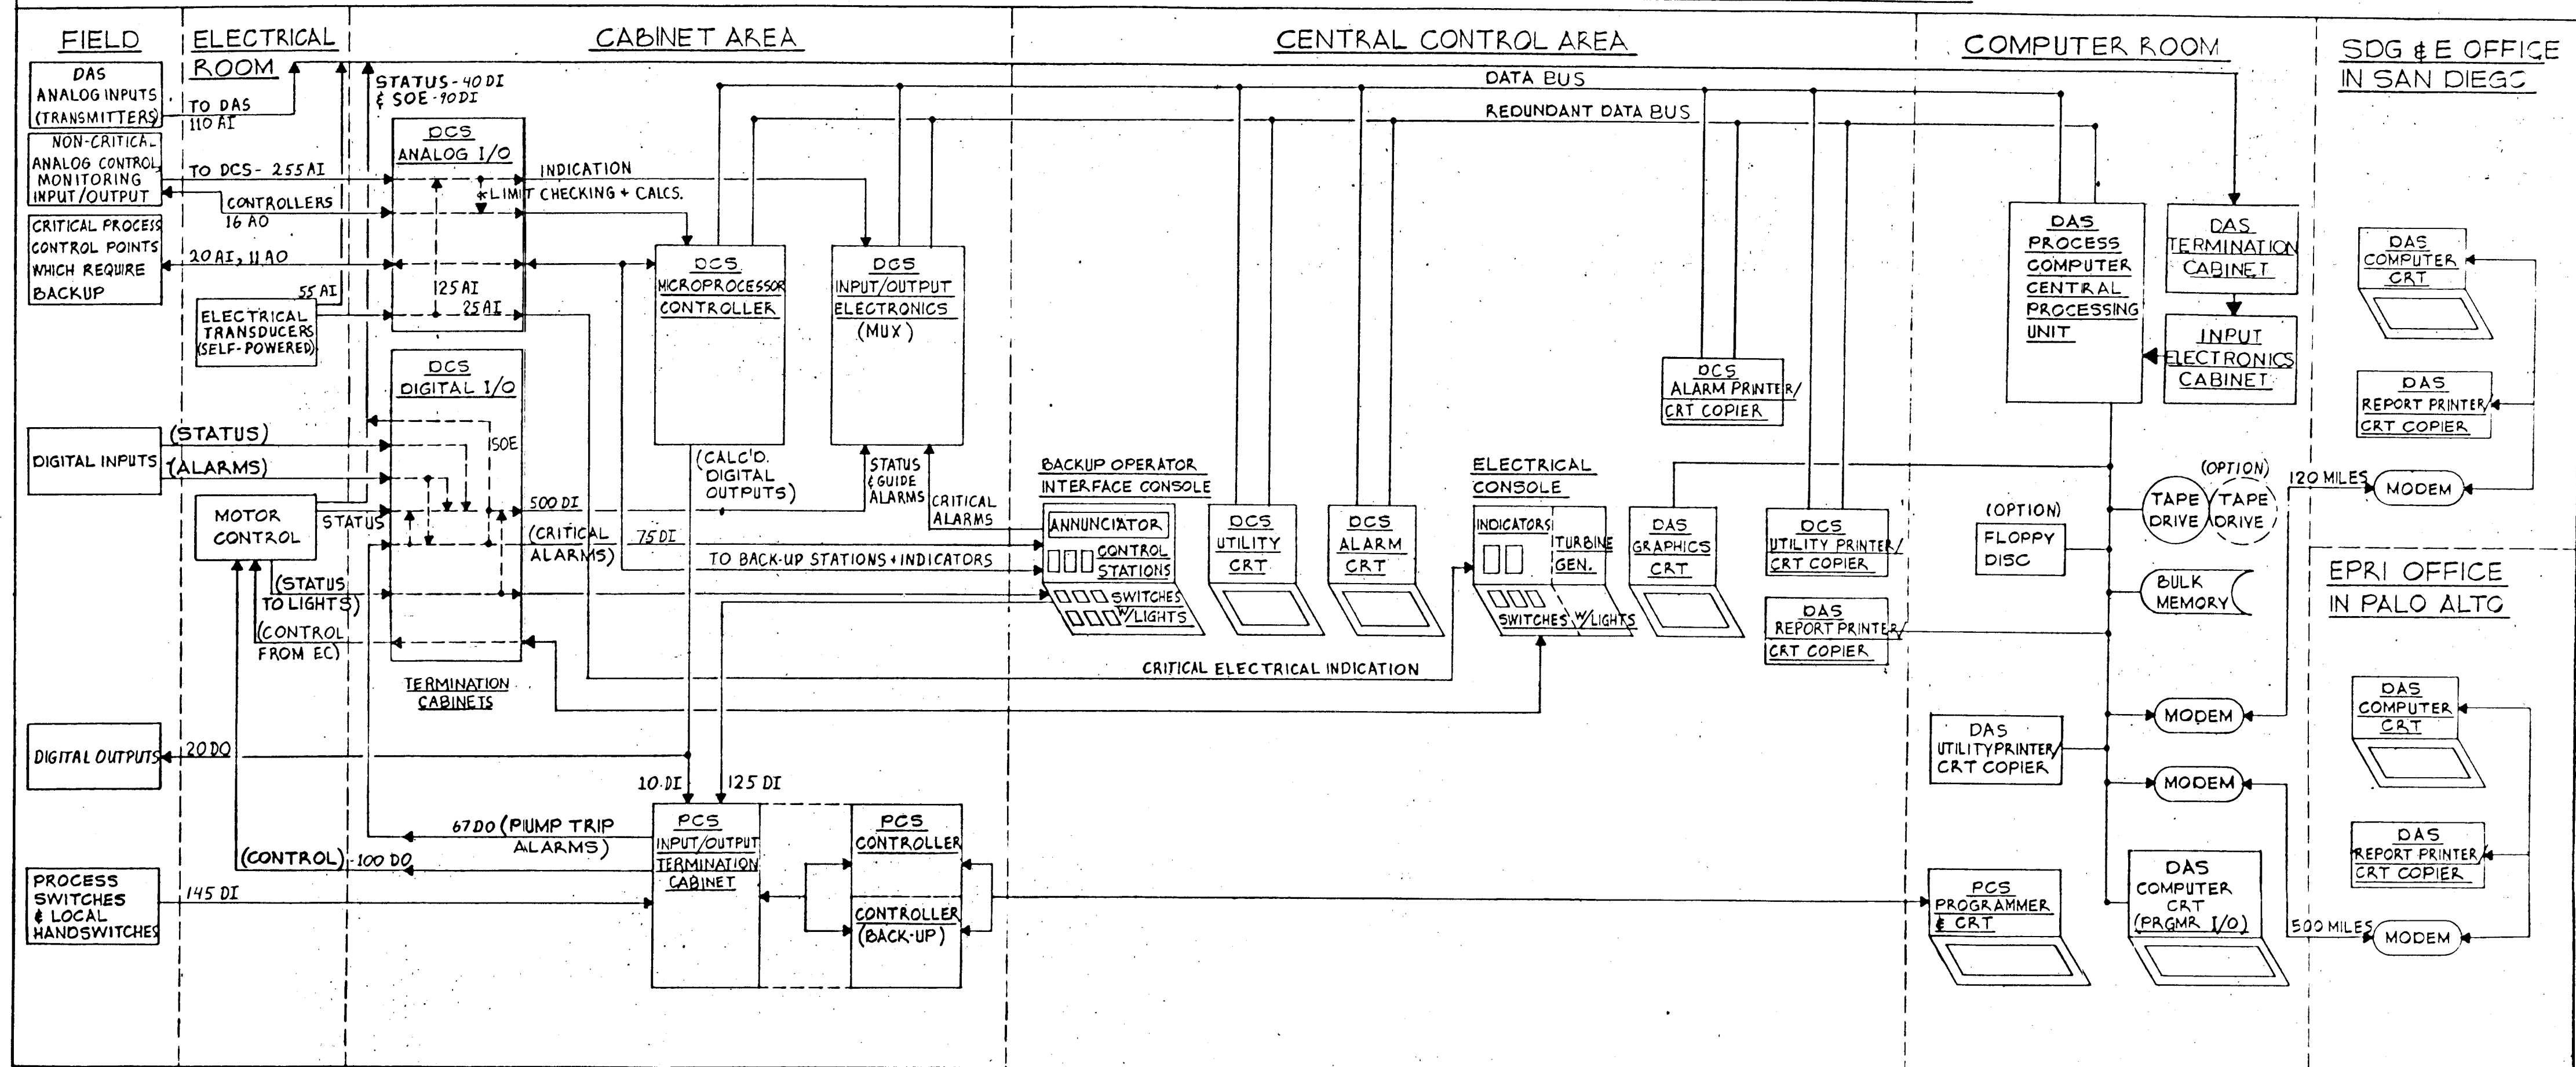 FIELD
ELECTRICAL
ROOM
CABINET AREA
CENTRAL CONTROL AREA
COMPUTER ROOM
SDG & E OFFICE
IN SAN DIEGO
DAS
ANALOG INPUTS
(TRANSMITTERS)
TO DAS
110 AI
NON-CRITICAL
ANALOG CONTROL,
MONITORING
INPUT/OUTPUT
TO DCS - 255 AI
CONTROLLERS
16 AO
CRITICAL PROCESS
CONTROL POINTS
WHICH REQUIRE
BACKUP
20 AI, 11 AO
55 AI
ELECTRICAL
TRANSDUCERS
(SELF-POWERED)
DIGITAL INPUTS
(STATUS)
(ALARMS)
MOTOR
CONTROL
STATUS
(STATUS
TO LIGHTS)
(CONTROL
FROM EC)
DIGITAL OUTPUTS
20 DO
PROCESS
SWITCHES
& LOCAL
HANDSWITCHES
145 DI
STATUS - 40 DI
& SOE - 90 DI
DCS
ANALOG I/O
25 AI
25 AI
INDICATION
* LIMIT CHECKING + CALCS.
DCS
DIGITAL I/O
SOE
500 DI
(CRITICAL
ALARMS)
75 DI
TERMINATION
CABINETS
DCS
MICROPROCESSOR
CONTROLLER
DCS
INPUT/OUTPUT
ELECTRONICS
(MUX)
(CALC'D.
DIGITAL
OUTPUTS)
STATUS
& GUIDE
ALARMS
CRITICAL
ALARMS
TO BACK-UP STATIONS + INDICATORS
10 DI
125 DI
67 DO (PUMP TRIP
ALARMS)
(CONTROL) - 100 DO
PCS
INPUT/OUTPUT
TERMINATION
CABINET
PCS
CONTROLLER
CONTROLLER
(BACK-UP)
DATA BUS
REDUNDANT DATA BUS
BACKUP OPERATOR
INTERFACE CONSOLE
ANNUNCIATOR
CONTROL
STATIONS
SWITCHES
W/LIGHTS
DCS
UTILITY
CRT
DCS
ALARM
CRT
ELECTRICAL
CONSOLE
INDICATORS
TURBINE
GEN.
SWITCHES W/LIGHTS
DAS
GRAPHICS
CRT
DCS
ALARM PRINTER/
CRT COPIER
DCS
UTILITY PRINTER/
CRT COPIER
DAS
REPORT PRINTER/
CRT COPIER
CRITICAL ELECTRICAL INDICATION
DAS
PROCESS
COMPUTER
CENTRAL
PROCESSING
UNIT
DAS
TERMINATION
CABINET
INPUT
ELECTRONICS
CABINET
(OPTION)
FLOPPY
DISC
TAPE
DRIVE
(OPTION)
TAPE
DRIVE
BULK
MEMORY
MODEM
MODEM
DAS
UTILITY PRINTER/
CRT COPIER
PCS
PROGRAMMER
& CRT
DAS
COMPUTER
CRT
(PRGMR I/O)
DAS
COMPUTER
CRT
DAS
REPORT PRINTER/
CRT COPIER
120 MILES
MODEM
EPRI OFFICE
IN PALO ALTO
DAS
COMPUTER
CRT
DAS
REPORT PRINTER/
CRT COPIER
500 MILES
MODEM